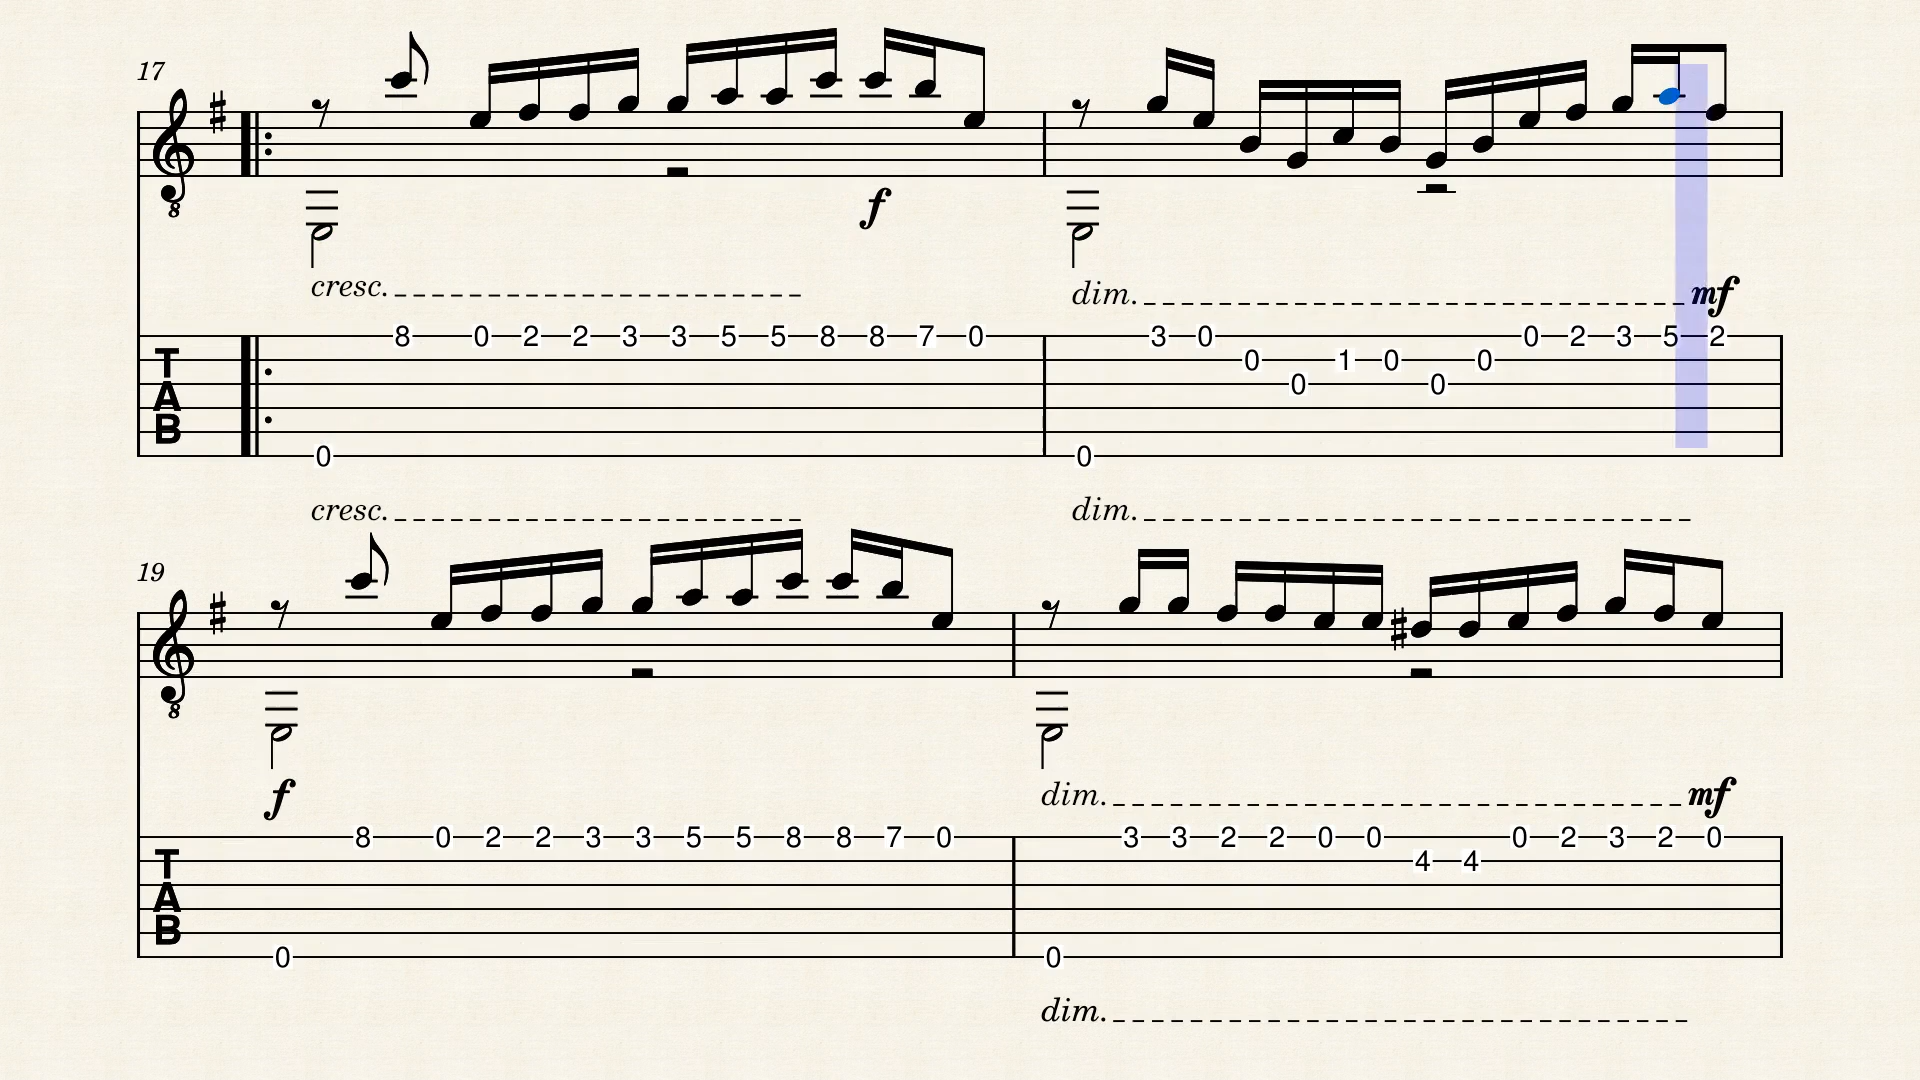 17
8
f
cresc.
dim.
mf
8 0 2 2 3 3 5 5 8 8 7 0 3 0 0 2 3 5 2
T 0 1 0 0
A 0 0
B
0 0
cresc.
dim.
19
8
f
dim.
mf
8 0 2 2 3 3 5 5 8 8 7 0 3 3 2 2 0 0 0 2 3 2 0
T 4 4
A
B
0 0
dim.